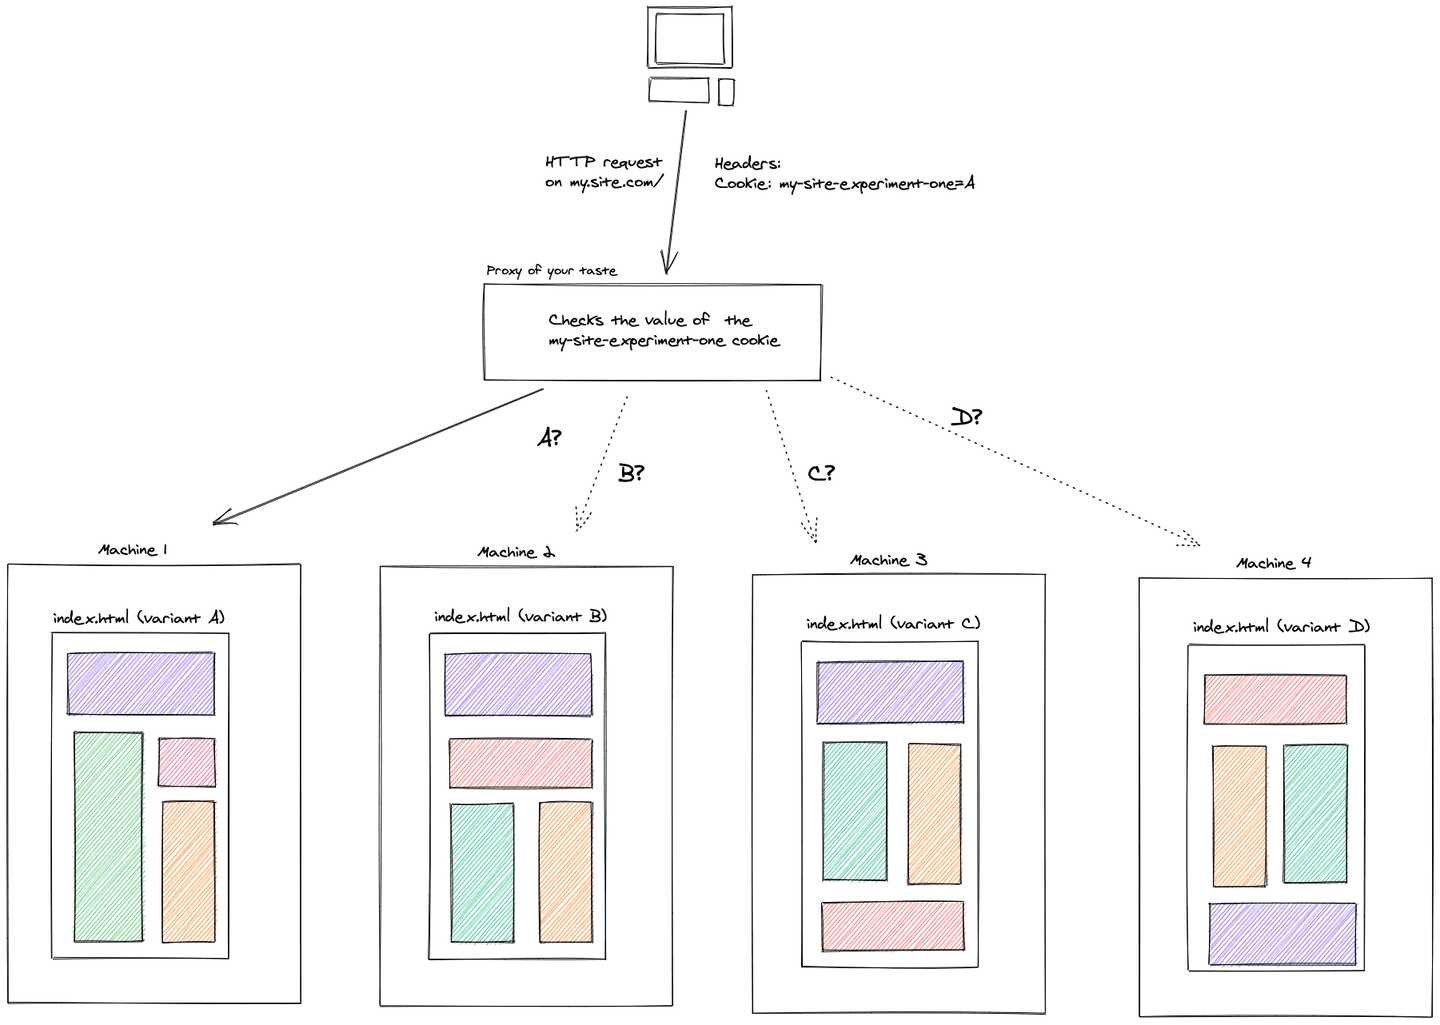 HTTP request
on my.site.com/
Headers:
Cookie: my-site-experiment-one=A
Proxy of your taste
Checks the value of the
my-site-experiment-one cookie
A?
B?
C?
D?
Machine 1
Machine 2
Machine 3
Machine 4
index.html (variant A)
index.html (variant B)
index.html (variant C)
index.html (variant D)